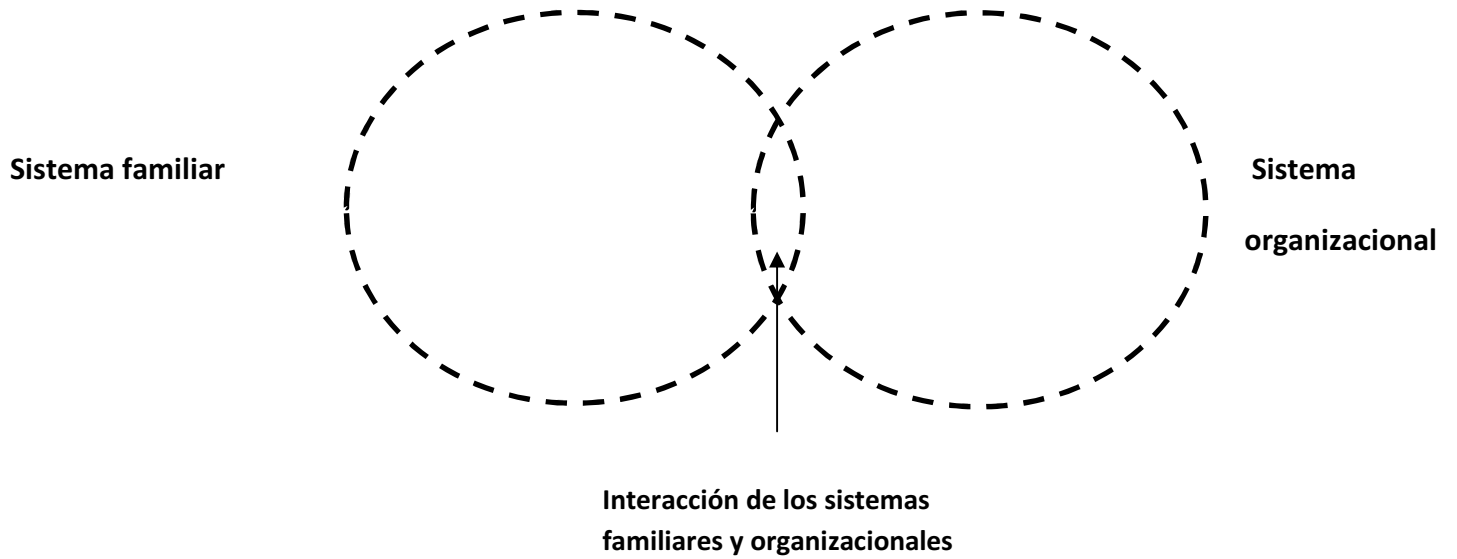 Sistema familiar
Sistema
organizacional
Interacción de los sistemas
familiares y organizacionales